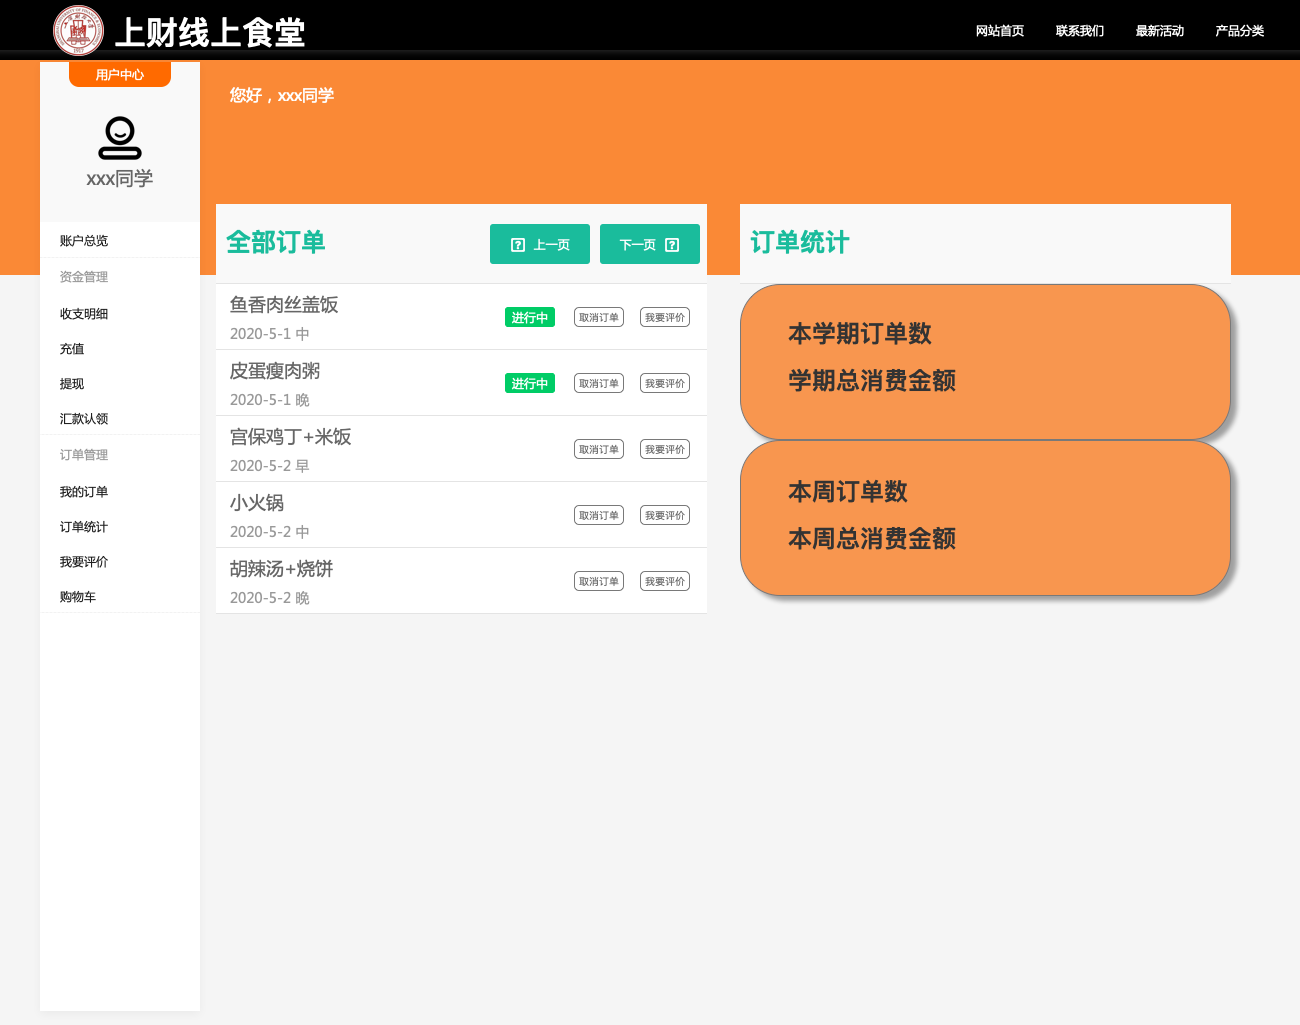 上财线上食堂
网站首页 联系我们 最新活动 产品分类
用户中心
xxx同学
账户总览
资金管理
收支明细
充值
提现
汇款认领
订单管理
我的订单
订单统计
我要评价
购物车
您好，xxx同学
全部订单 上一页 下一页
鱼香肉丝盖饭
2020-5-1 中
进行中 取消订单 我要评价
皮蛋瘦肉粥
2020-5-1 晚
进行中 取消订单 我要评价
宫保鸡丁+米饭
2020-5-2 早
取消订单 我要评价
小火锅
2020-5-2 中
取消订单 我要评价
胡辣汤+烧饼
2020-5-2 晚
取消订单 我要评价
订单统计
本学期订单数
学期总消费金额
本周订单数
本周总消费金额